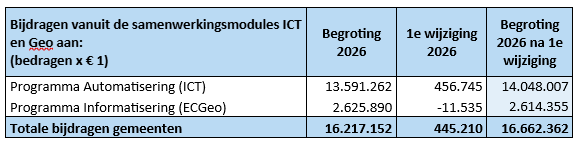 Bijdragen vanuit de samenwerkingsmodules ICT
en Geo aan:
(bedragen x € 1)
Begroting
2026
1e wijziging
2026
Begroting
2026 na 1e
wijziging
Programma Automatisering (ICT) 13.591.262 456.745 14.048.007
Programma Informatisering (ECGeo) 2.625.890 -11.535 2.614.355
Totale bijdragen gemeenten 16.217.152 445.210 16.662.362